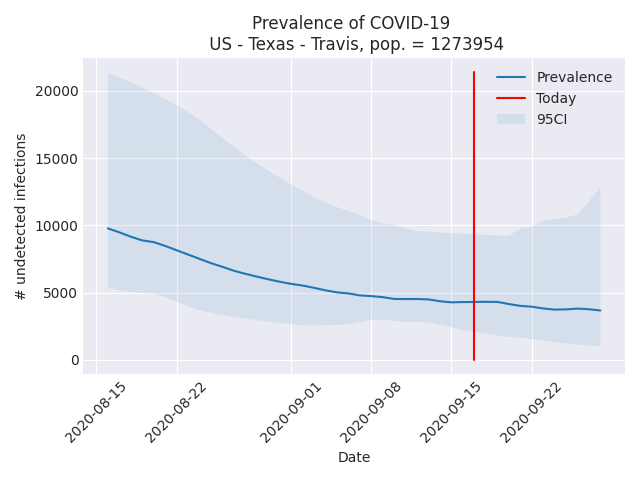 Prevalence of COVID-19
US - Texas - Travis, pop. = 1273954
# undetected infections
20000
15000
10000
5000
0
Prevalence
Today
95CI
2020-08-15
2020-08-22
2020-09-01
2020-09-08
2020-09-15
2020-09-22
Date